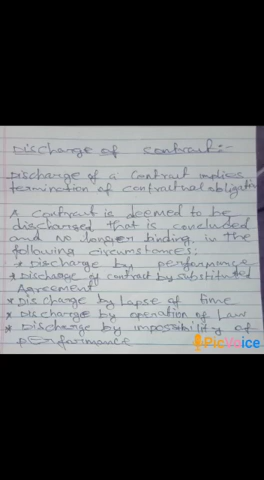 Discharge of contract:-
Discharge of a contract implies
termination of contractual obligation
A contract is deemed to be
discharged that is concluded
and no longer binding, in the
following circumstances:
* Discharge by performance
* Discharge of contract by substituted
Agreement
* Discharge by Lapse of time
* Discharge by operation of Law
* Discharge by impossibility of
performance
PicVoice